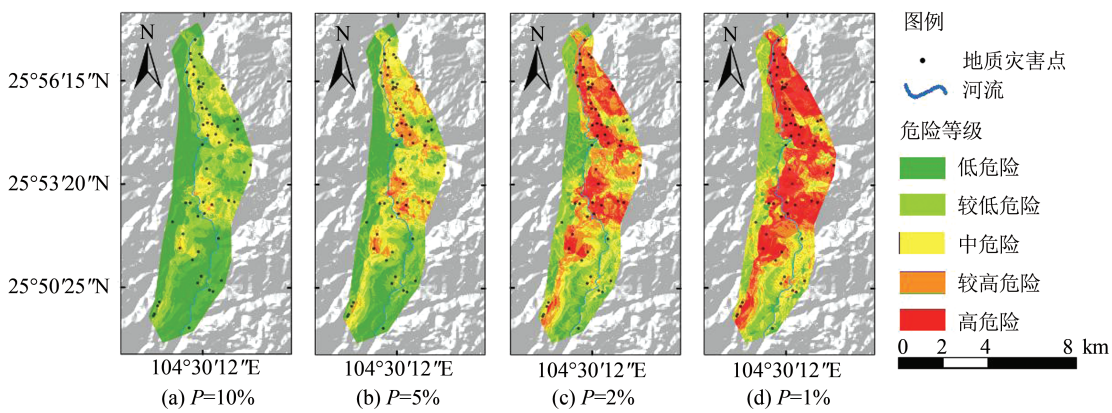 N
N
N
N
25°56′15″N
25°53′20″N
25°50′25″N
104°30′12″E
104°30′12″E
104°30′12″E
104°30′12″E
(a) P=10%
(b) P=5%
(c) P=2%
(d) P=1%
图例
地质灾害点
河流
危险等级
低危险
较低危险
中危险
较高危险
高危险
0 2 4 8 km